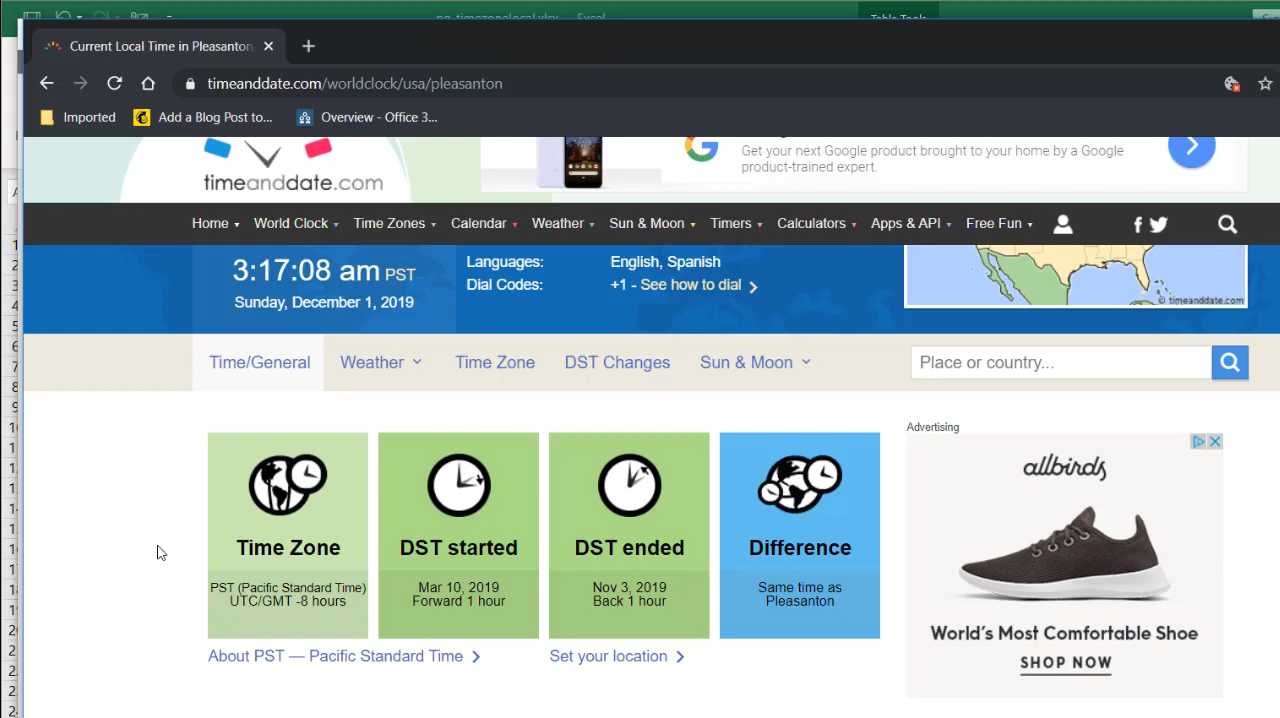 pq-timezonelocal.xlsx - Excel
Table Tools
Current Local Time in Pleasanton,
timeanddate.com/worldclock/usa/pleasanton
Imported
Add a Blog Post to...
Overview - Office 3...
timeanddate.com
Get your next Google product brought to your home by a Google
product-trained expert.
Home
World Clock
Time Zones
Calendar
Weather
Sun & Moon
Timers
Calculators
Apps & API
Free Fun
3:17:08 am PST
Sunday, December 1, 2019
Languages:
English, Spanish
Dial Codes:
+1 - See how to dial
© timeanddate.com
Time/General
Weather
Time Zone
DST Changes
Sun & Moon
Place or country...
Advertising
Time Zone
PST (Pacific Standard Time)
UTC/GMT -8 hours
DST started
Mar 10, 2019
Forward 1 hour
DST ended
Nov 3, 2019
Back 1 hour
Difference
Same time as
Pleasanton
About PST — Pacific Standard Time
Set your location
allbirds
World's Most Comfortable Shoe
SHOP NOW